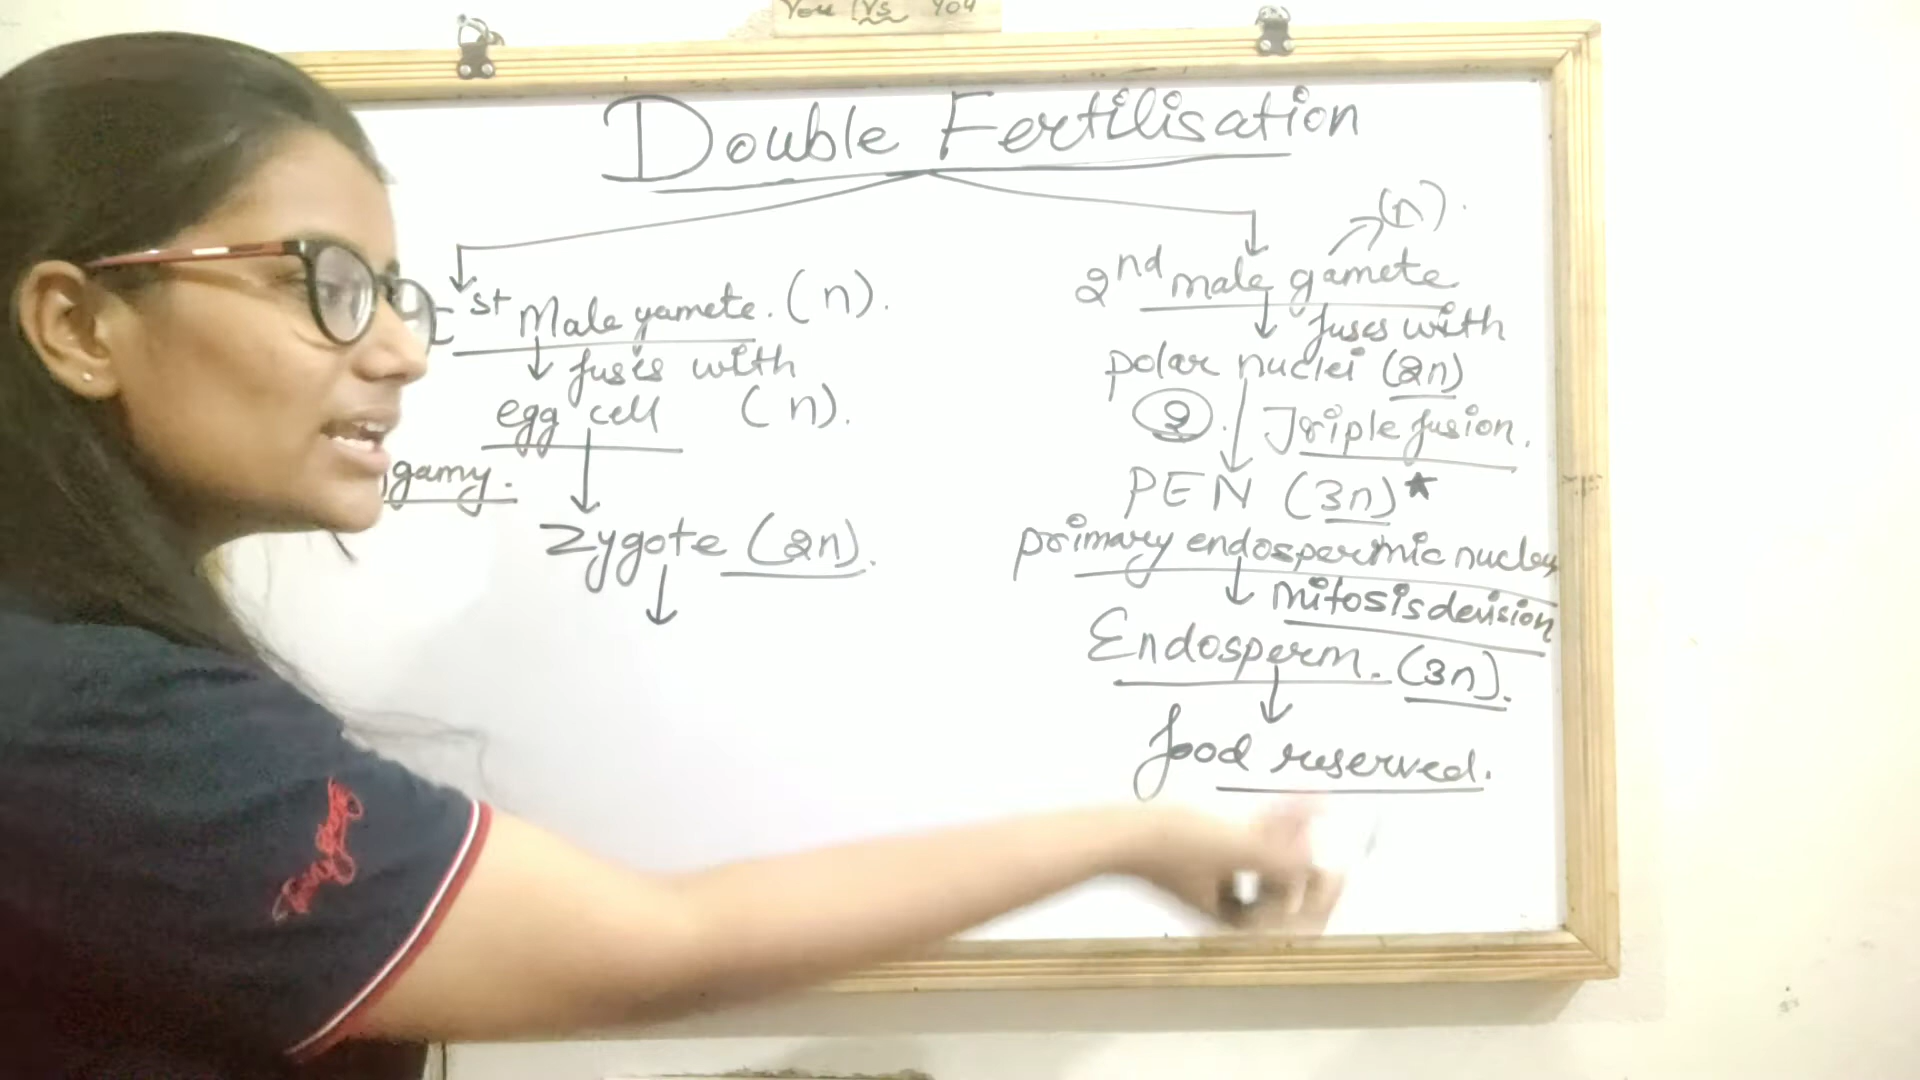 You Vs You
Double Fertilisation
st Male gamete. (n).
fuses with
egg cell (n).
gamy.
Zygote (2n).
(n).
2nd male gamete
fuses with
polar nuclei (2n)
2. Triple fusion.
PEN (3n)*
primary endospermic nucleus
mitosis devision
Endosperm. (3n).
food reserved.